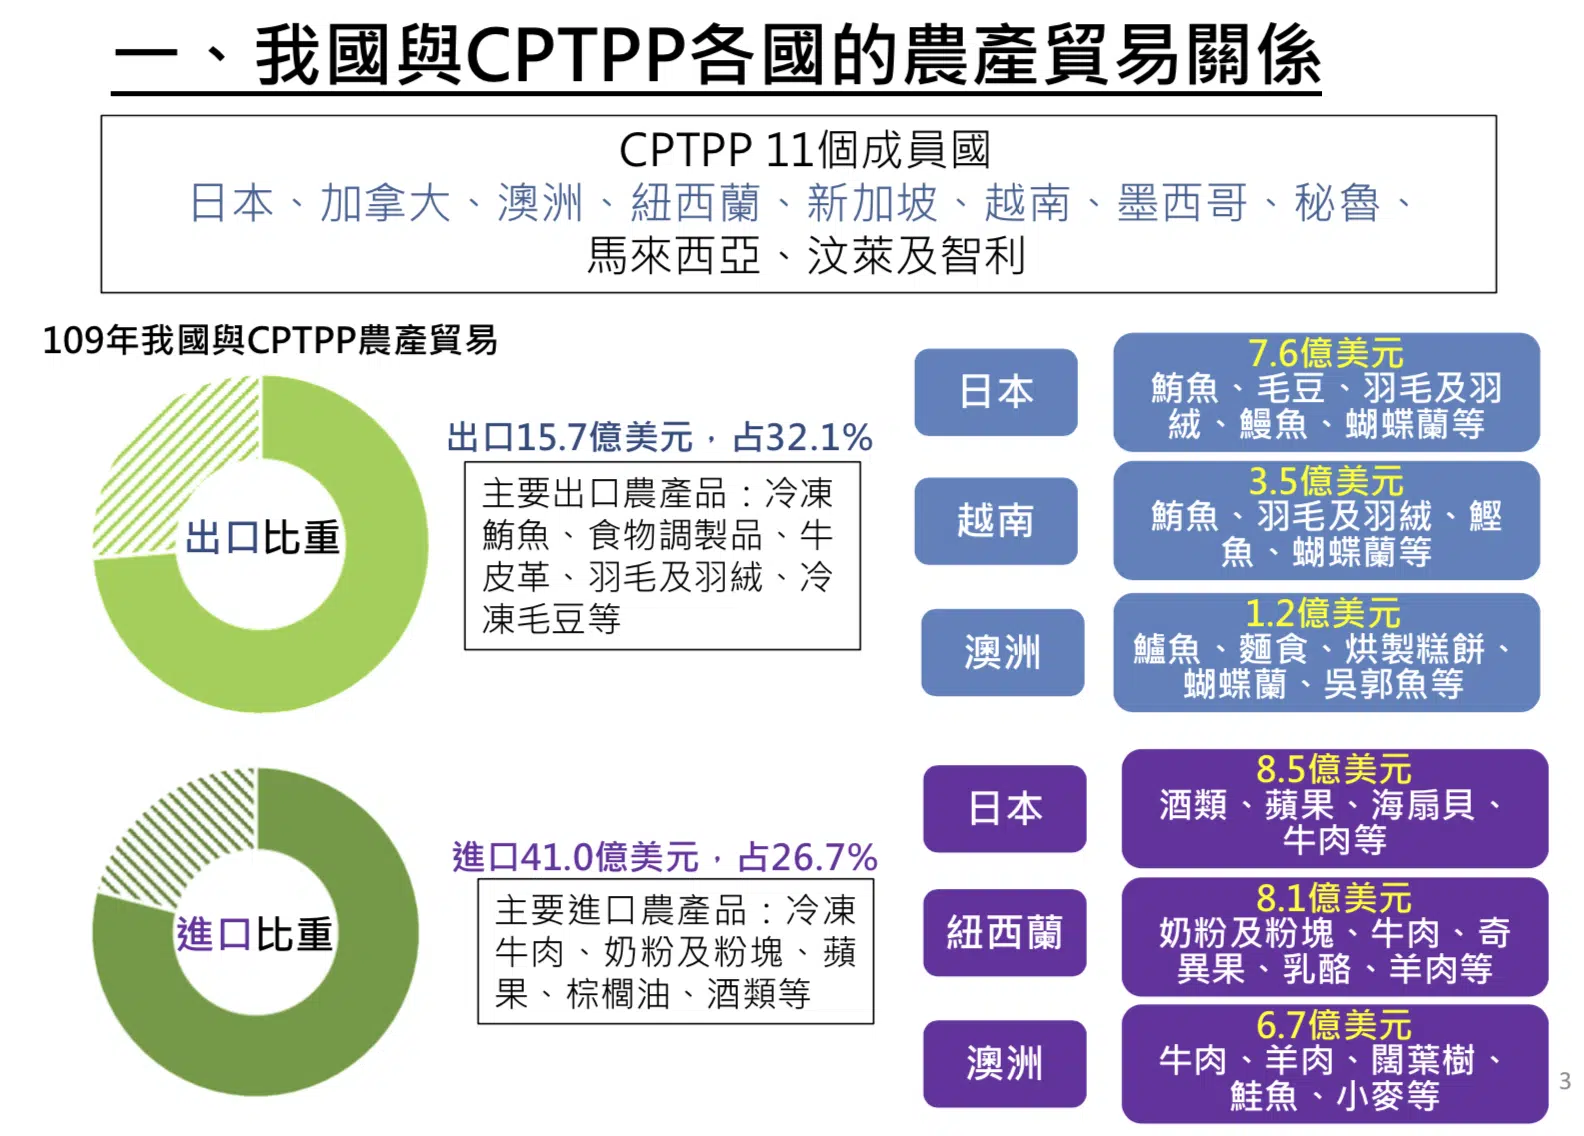 一、我國與CPTPP各國的農產貿易關係
CPTPP 11個成員國
日本、加拿大、澳洲、紐西蘭、新加坡、越南、墨西哥、秘魯、
馬來西亞、汶萊及智利
109年我國與CPTPP農產貿易
出口比重
出口15.7億美元，占32.1%
主要出口農產品：冷凍
鮪魚、食物調製品、牛
皮革、羽毛及羽絨、冷
凍毛豆等
日本
7.6億美元
鮪魚、毛豆、羽毛及羽
絨、鰻魚、蝴蝶蘭等
越南
3.5億美元
鮪魚、羽毛及羽絨、鰹
魚、蝴蝶蘭等
澳洲
1.2億美元
鱸魚、麵食、烘製糕餅、
蝴蝶蘭、吳郭魚等
進口比重
進口41.0億美元，占26.7%
主要進口農產品：冷凍
牛肉、奶粉及粉塊、蘋
果、棕櫚油、酒類等
日本
8.5億美元
酒類、蘋果、海扇貝、
牛肉等
紐西蘭
8.1億美元
奶粉及粉塊、牛肉、奇
異果、乳酪、羊肉等
澳洲
6.7億美元
牛肉、羊肉、闊葉樹、
鮭魚、小麥等
3